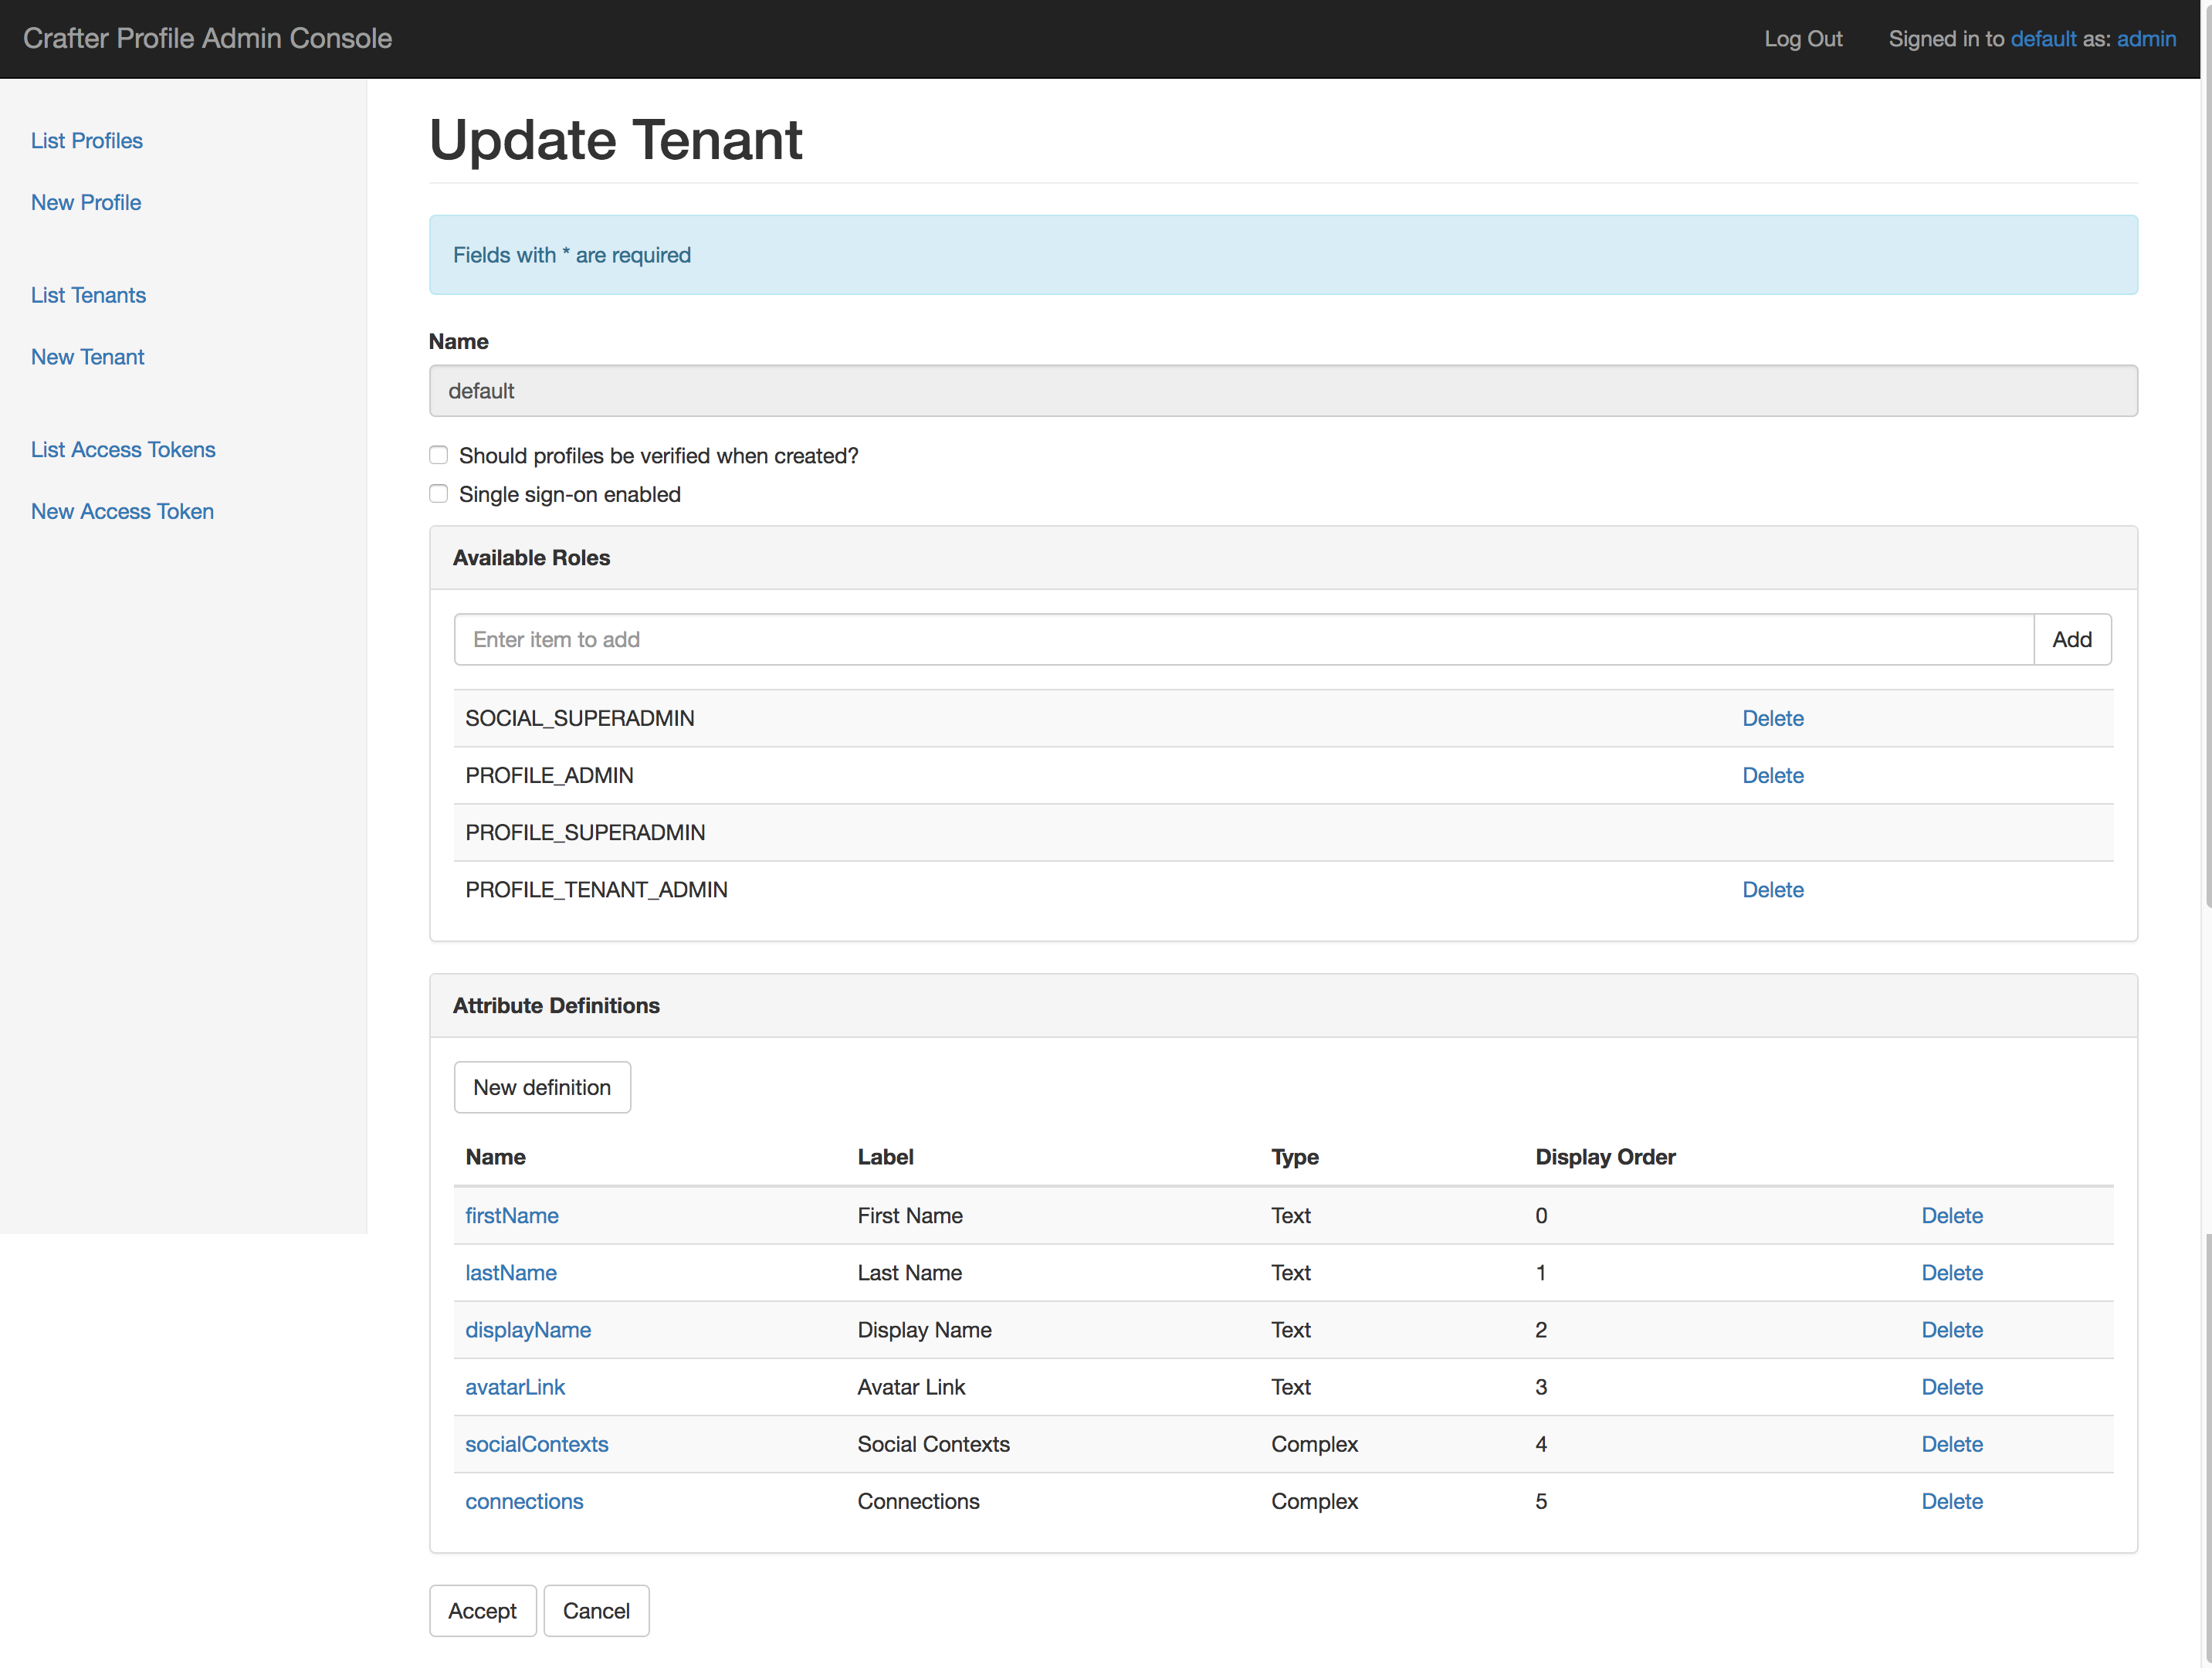 Crafter Profile Admin Console
Log Out
Signed in to default as: admin
List Profiles
New Profile
List Tenants
New Tenant
List Access Tokens
New Access Token
Update Tenant
Fields with * are required
Name
default
Should profiles be verified when created?
Single sign-on enabled
Available Roles
Enter item to add
Add
SOCIAL_SUPERADMIN Delete
PROFILE_ADMIN Delete
PROFILE_SUPERADMIN
PROFILE_TENANT_ADMIN Delete
Attribute Definitions
New definition
Name Label Type Display Order
firstName First Name Text 0 Delete
lastName Last Name Text 1 Delete
displayName Display Name Text 2 Delete
avatarLink Avatar Link Text 3 Delete
socialContexts Social Contexts Complex 4 Delete
connections Connections Complex 5 Delete
Accept Cancel